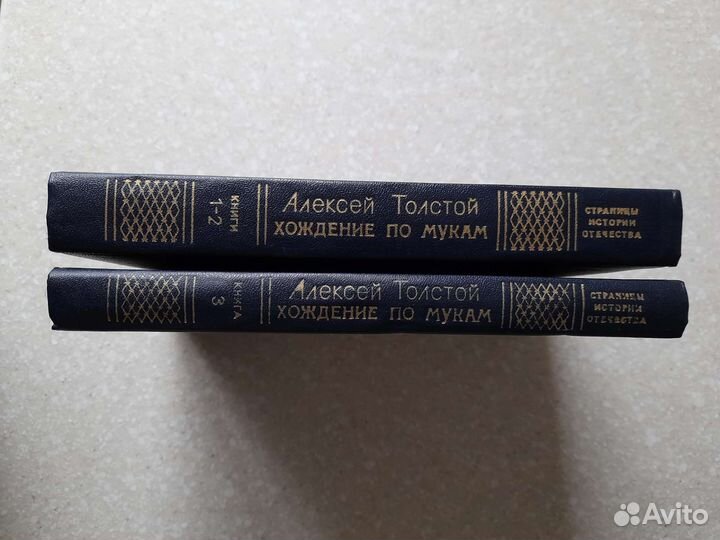 КНИГИ
1-2
Алексей Толстой
ХОЖДЕНИЕ ПО МУКАМ
СТРАНИЦЫ
ИСТОРИИ
ОТЕЧЕСТВА
КНИГА
3
Алексей Толстой
ХОЖДЕНИЕ ПО МУКАМ
СТРАНИЦЫ
ИСТОРИИ
ОТЕЧЕСТВА
Avito